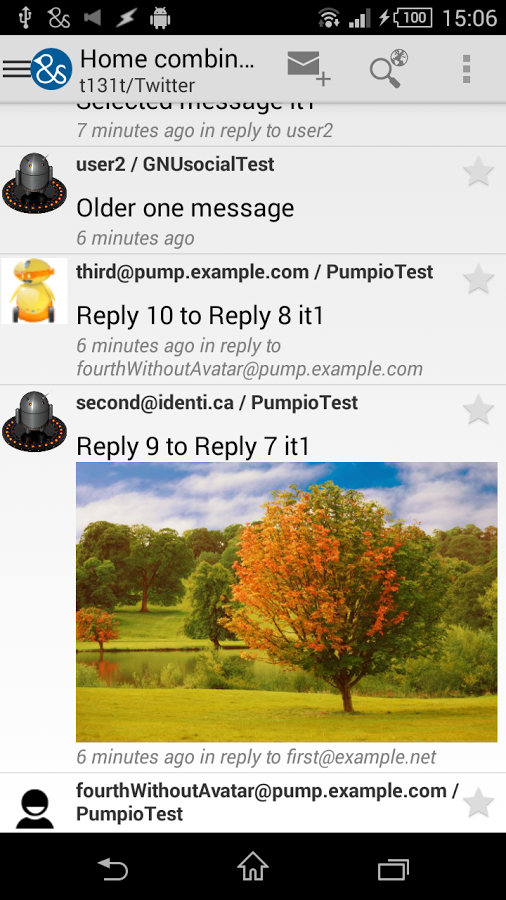 100 15:06
Home combin...
t131t/Twitter
Selected message it1
7 minutes ago in reply to user2
user2 / GNUsocialTest
Older one message
6 minutes ago
third@pump.example.com / PumpioTest
Reply 10 to Reply 8 it1
6 minutes ago in reply to
fourthWithoutAvatar@pump.example.com
second@identi.ca / PumpioTest
Reply 9 to Reply 7 it1
6 minutes ago in reply to first@example.net
fourthWithoutAvatar@pump.example.com /
PumpioTest